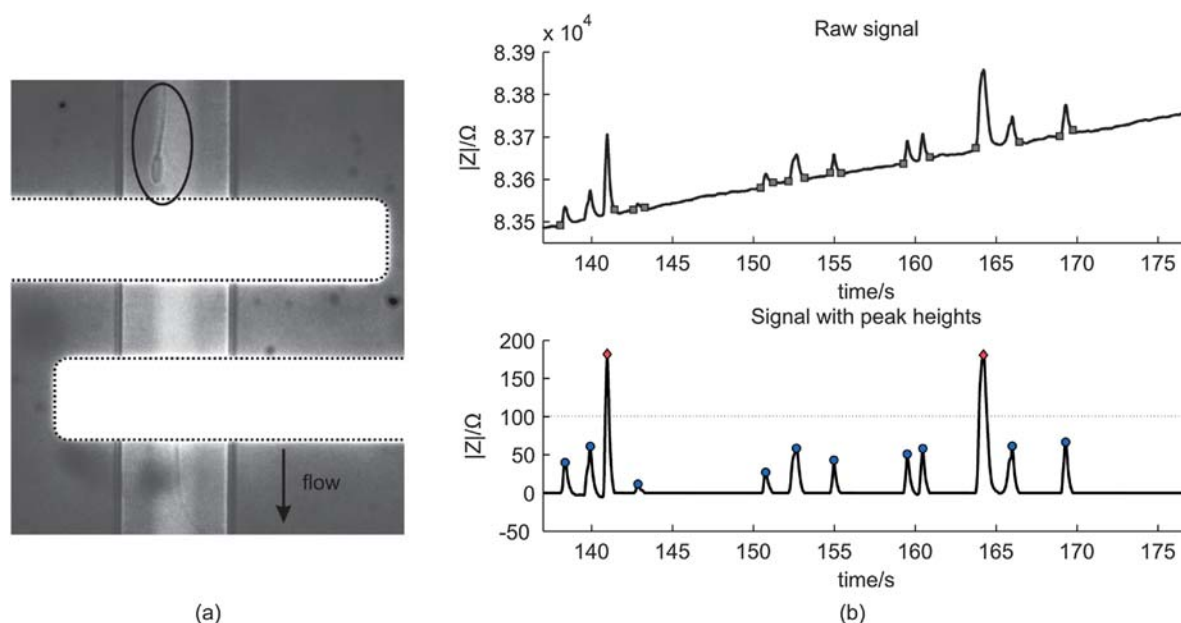 x 10⁴
Raw signal
8.39
8.38
8.37
8.36
8.35
|Z|/Ω
140 145 150 155 160 165 170 175
time/s
flow
Signal with peak heights
200
150
100
50
0
-50
|Z|/Ω
140 145 150 155 160 165 170 175
time/s
(a)
(b)